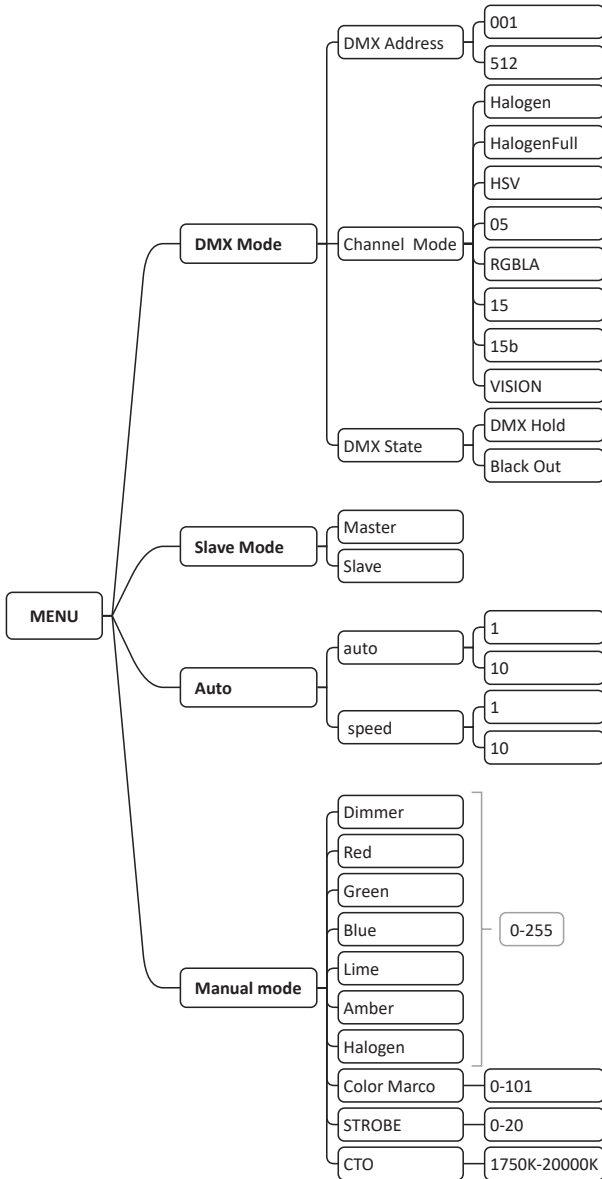 MENU
DMX Mode
DMX Address
001
512
Channel  Mode
Halogen
HalogenFull
HSV
05
RGBLA
15
15b
VISION
DMX State
DMX Hold
Black Out
Slave Mode
Master
Slave
Auto
auto
1
10
speed
1
10
Manual mode
Dimmer
Red
Green
Blue
Lime
Amber
Halogen
0-255
Color Marco
0-101
STROBE
0-20
CTO
1750K-20000K